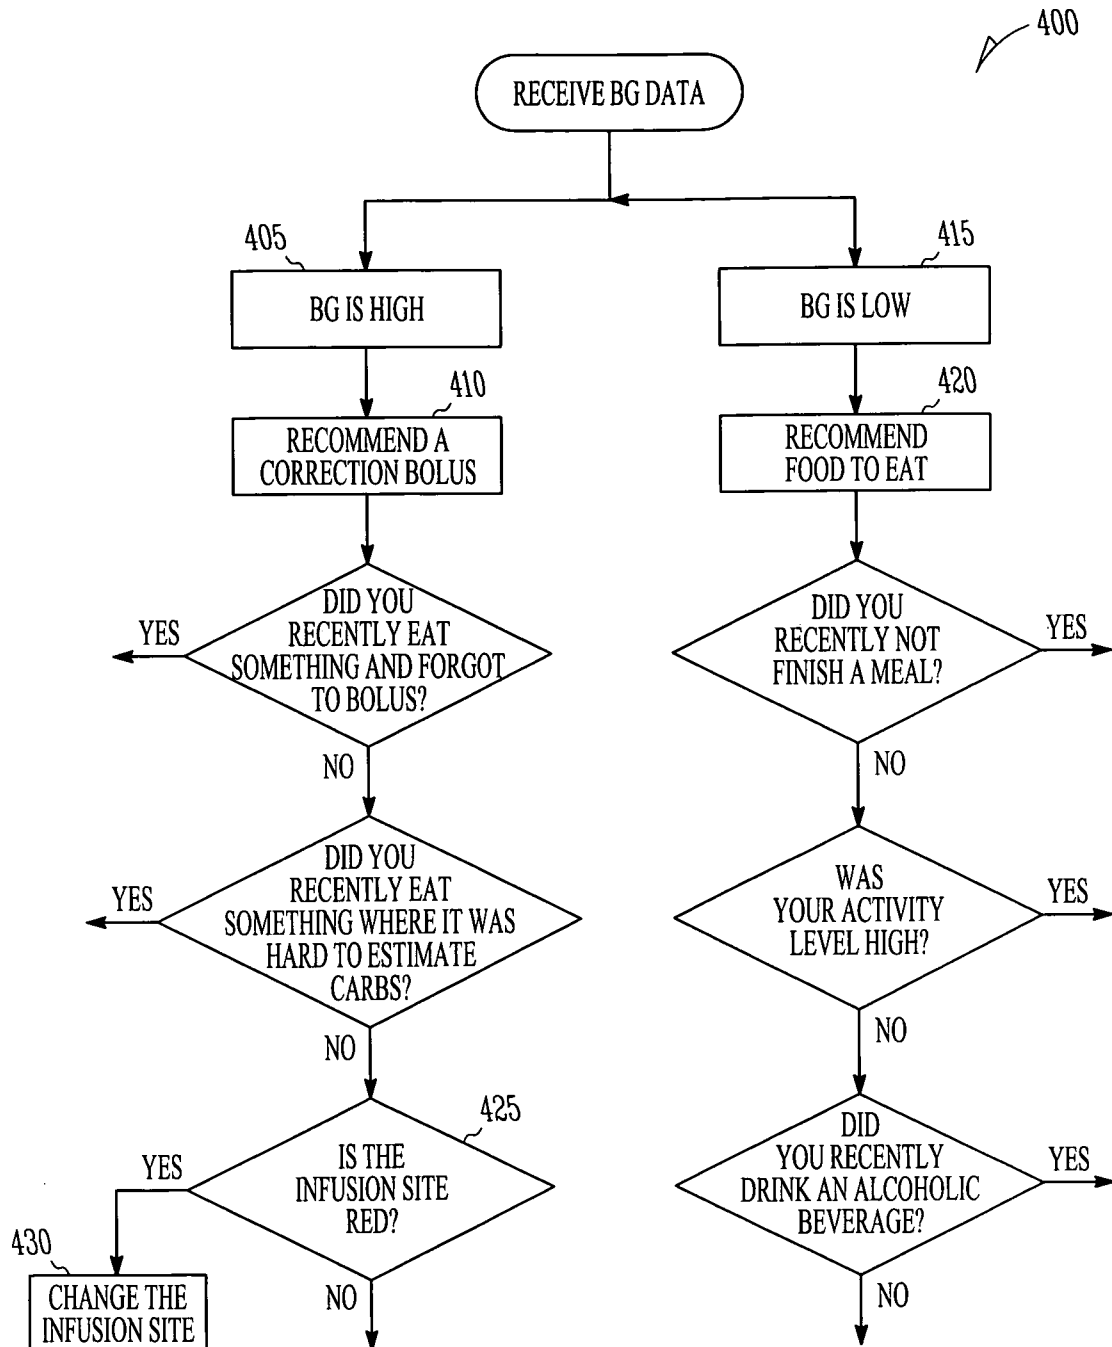 400
RECEIVE BG DATA
405
BG IS HIGH
415
BG IS LOW
410
RECOMMEND A
CORRECTION BOLUS
420
RECOMMEND
FOOD TO EAT
DID YOU
RECENTLY EAT
SOMETHING AND FORGOT
TO BOLUS?
YES
NO
DID YOU
RECENTLY NOT
FINISH A MEAL?
YES
NO
DID YOU
RECENTLY EAT
SOMETHING WHERE IT WAS
HARD TO ESTIMATE
CARBS?
YES
NO
WAS
YOUR ACTIVITY
LEVEL HIGH?
YES
NO
425
IS THE
INFUSION SITE
RED?
YES
NO
DID
YOU RECENTLY
DRINK AN ALCOHOLIC
BEVERAGE?
YES
NO
430
CHANGE THE
INFUSION SITE